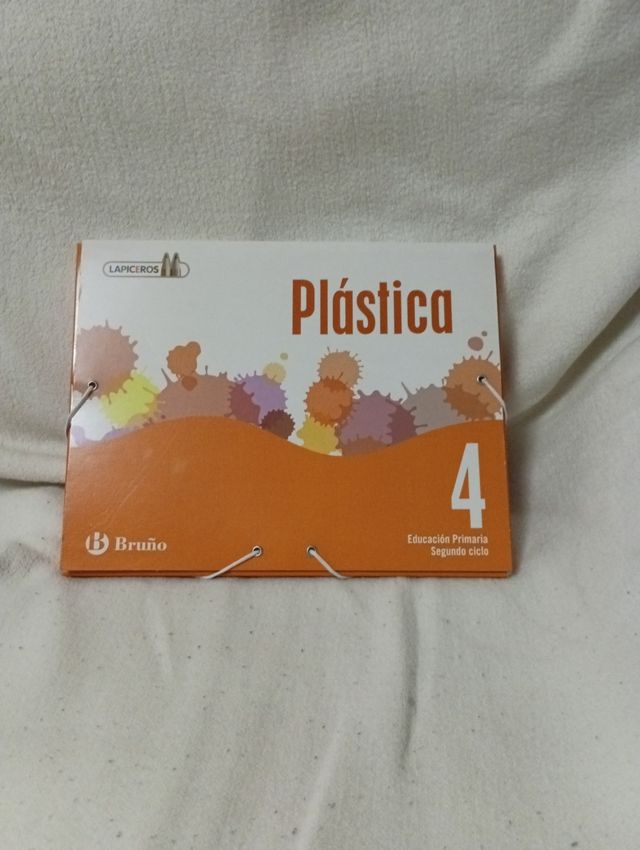 LAPICEROS
Plástica
4
Educación Primaria
Segundo ciclo
B Bruño